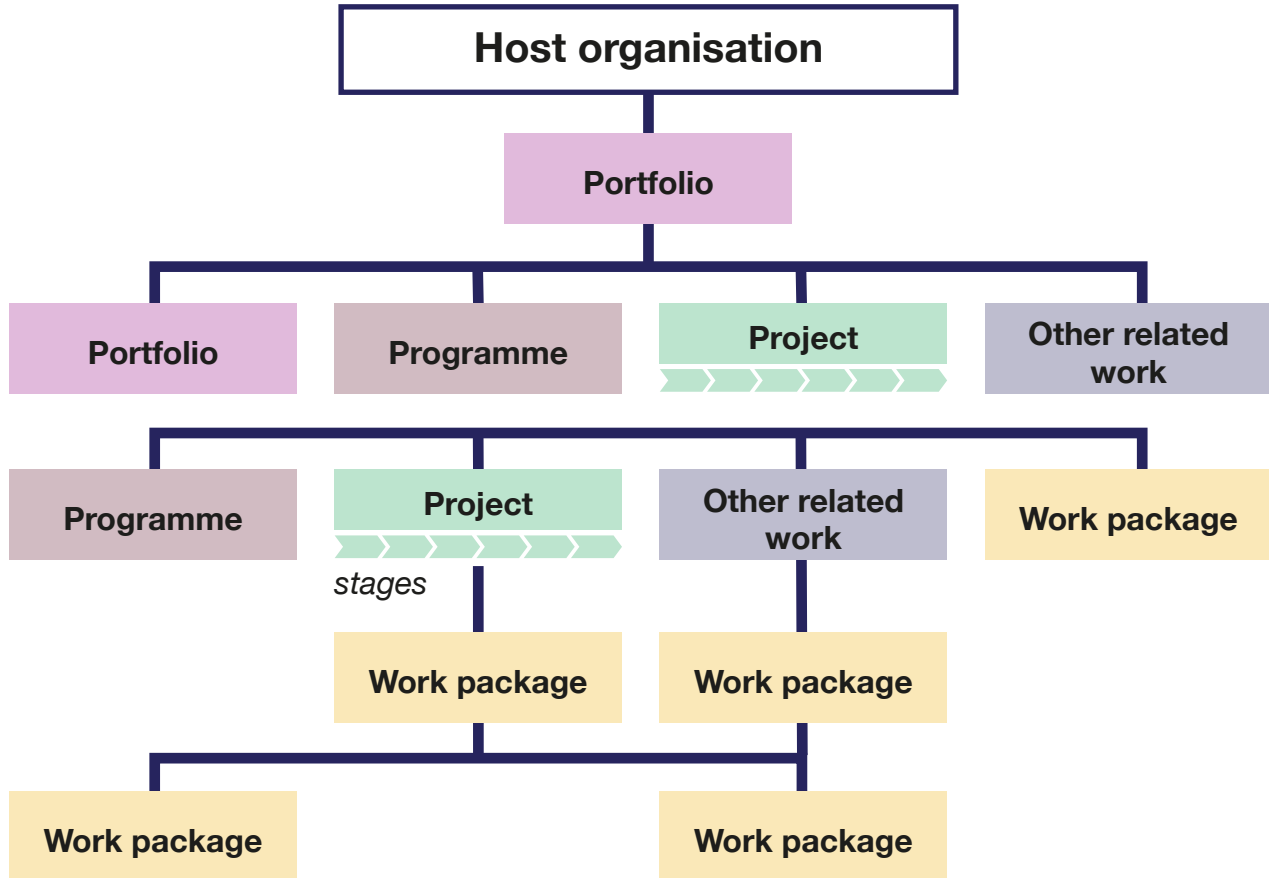 Host organisation
Portfolio
Portfolio
Programme
Project
Other related
work
Programme
Project
stages
Other related
work
Work package
Work package
Work package
Work package
Work package